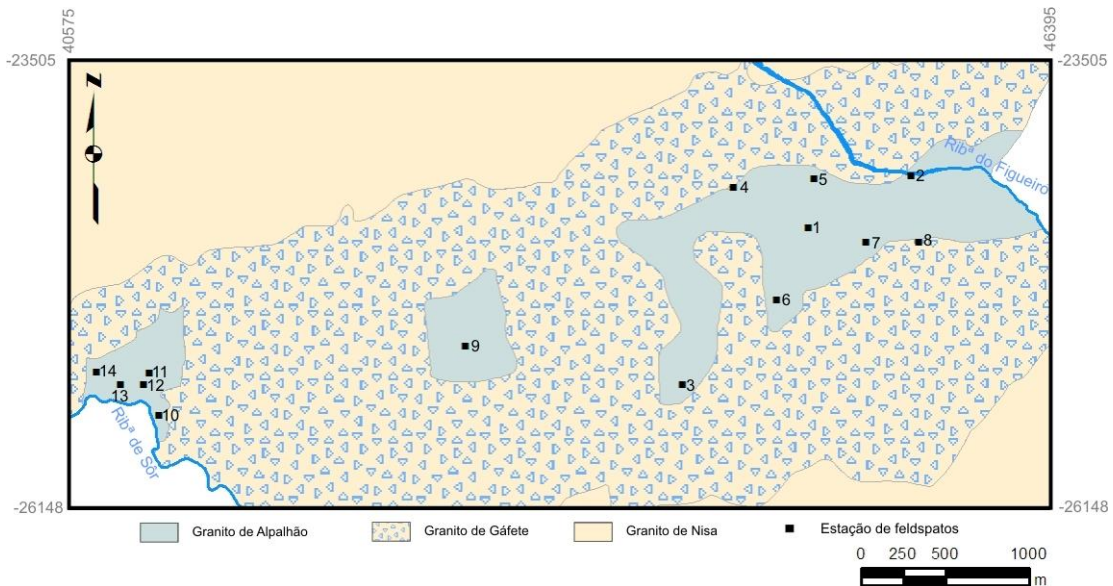 40575
46395
-23505
-23505
N
Ribª do Figueiró
4
5
2
1
7
8
6
9
3
14
11
12
13
10
Ribª de Sôr
-26148
-26148
Granito de Alpalhão
Granito de Gáfete
Granito de Nisa
Estação de feldspatos
0 250 500 1000
m